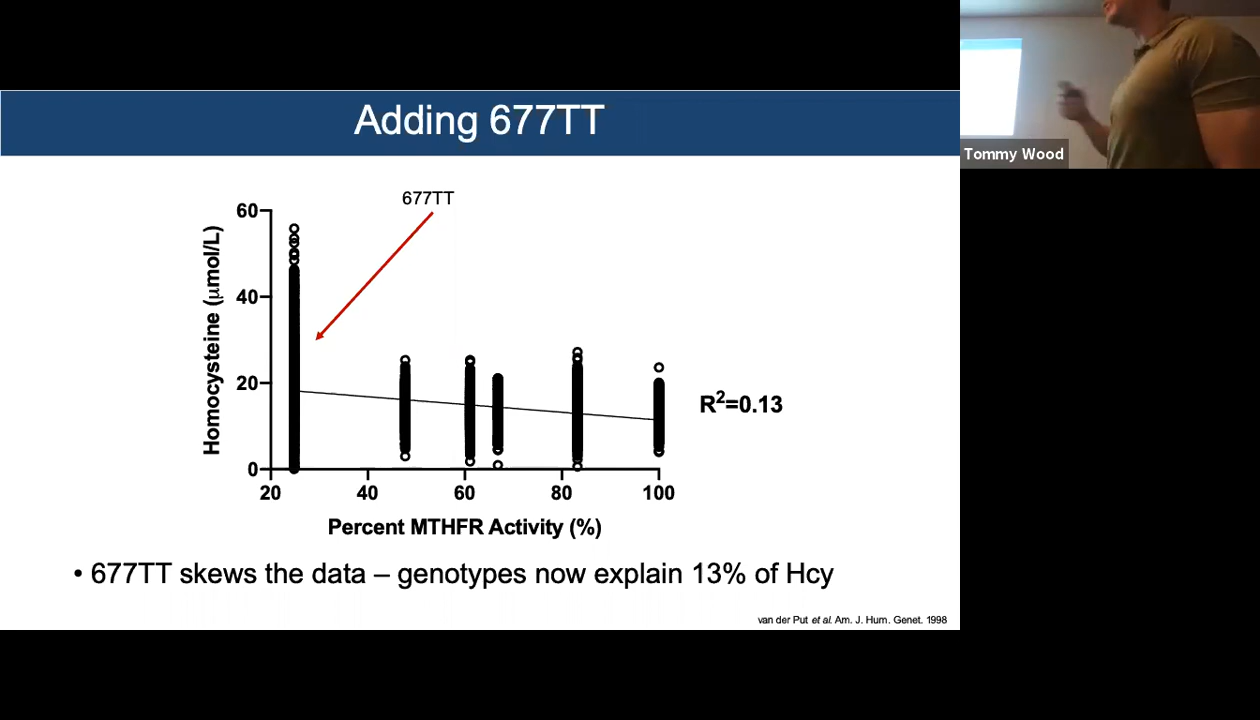 Adding 677TT
Tommy Wood
677TT
60
40
20
0
Homocysteine (μmol/L)
R²=0.13
20 40 60 80 100
Percent MTHFR Activity (%)
• 677TT skews the data – genotypes now explain 13% of Hcy
van der Put et al. Am. J. Hum. Genet. 1998